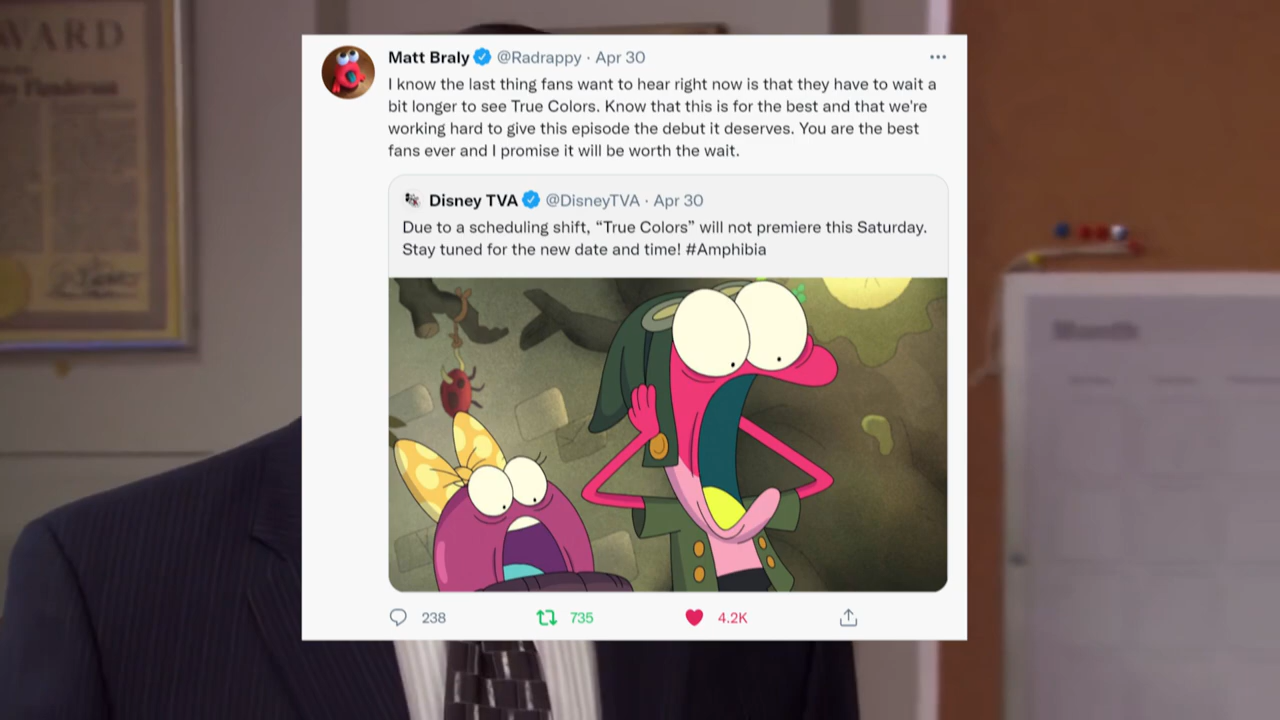 WARD
Matt Braly @Radrappy · Apr 30
I know the last thing fans want to hear right now is that they have to wait a
bit longer to see True Colors. Know that this is for the best and that we're
working hard to give this episode the debut it deserves. You are the best
fans ever and I promise it will be worth the wait.
Disney TVA @DisneyTVA · Apr 30
Due to a scheduling shift, “True Colors” will not premiere this Saturday.
Stay tuned for the new date and time! #Amphibia
238 735 4.2K
Month